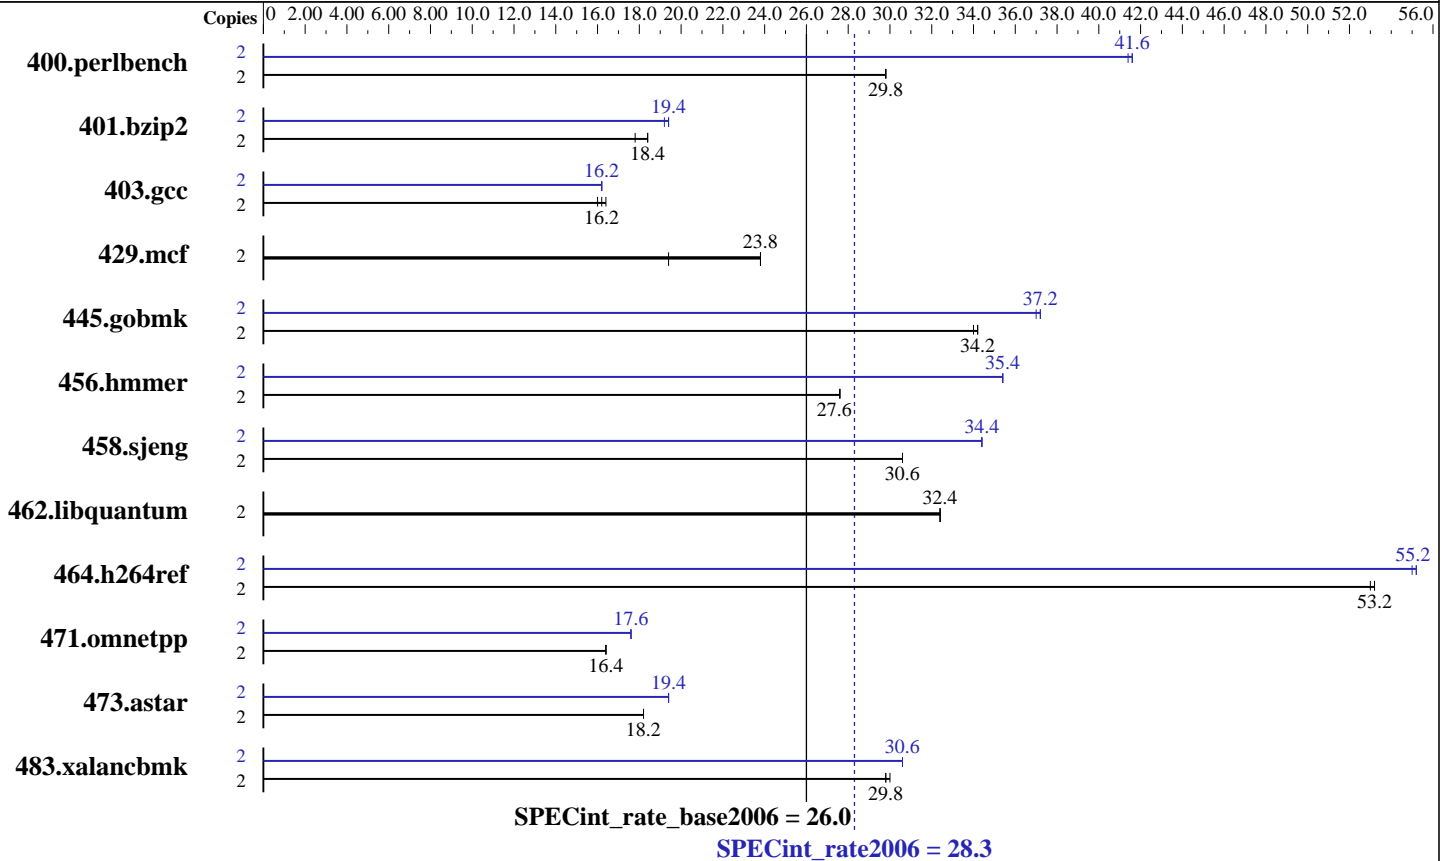 Copies 0 2.00 4.00 6.00 8.00 10.0 12.0 14.0 16.0 18.0 20.0 22.0 24.0 26.0 28.0 30.0 32.0 34.0 36.0 38.0 40.0 42.0 44.0 46.0 48.0 50.0 52.0 56.0
400.perlbench 2 41.6
2 29.8
401.bzip2 2 19.4
2 18.4
403.gcc 2 16.2
2 16.2
429.mcf 2 23.8
445.gobmk 2 37.2
2 34.2
456.hmmer 2 35.4
2 27.6
458.sjeng 2 34.4
2 30.6
462.libquantum 2 32.4
464.h264ref 2 55.2
2 53.2
471.omnetpp 2 17.6
2 16.4
473.astar 2 19.4
2 18.2
483.xalancbmk 2 30.6
2 29.8
SPECint_rate_base2006 = 26.0
SPECint_rate2006 = 28.3